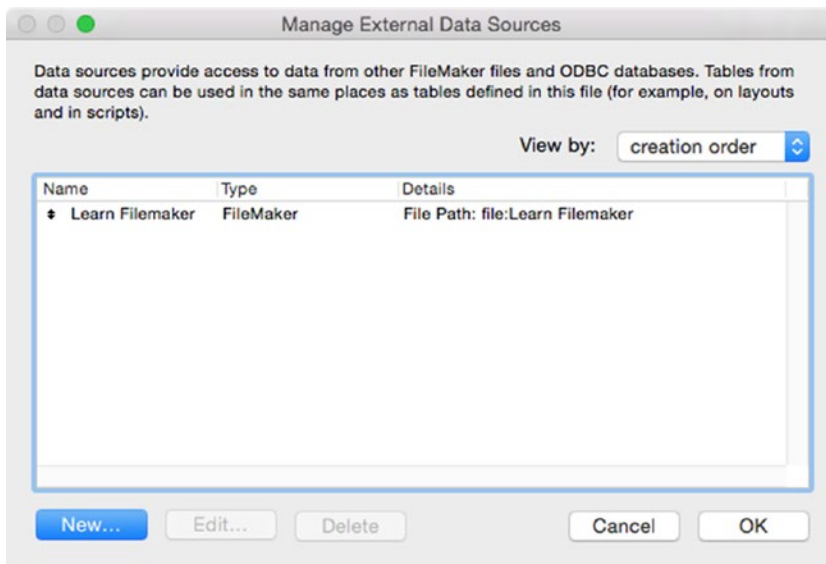 Manage External Data Sources
Data sources provide access to data from other FileMaker files and ODBC databases. Tables from
data sources can be used in the same places as tables defined in this file (for example, on layouts
and in scripts).
View by: creation order
Name Type Details
Learn Filemaker FileMaker File Path: file:Learn Filemaker
New... Edit... Delete Cancel OK